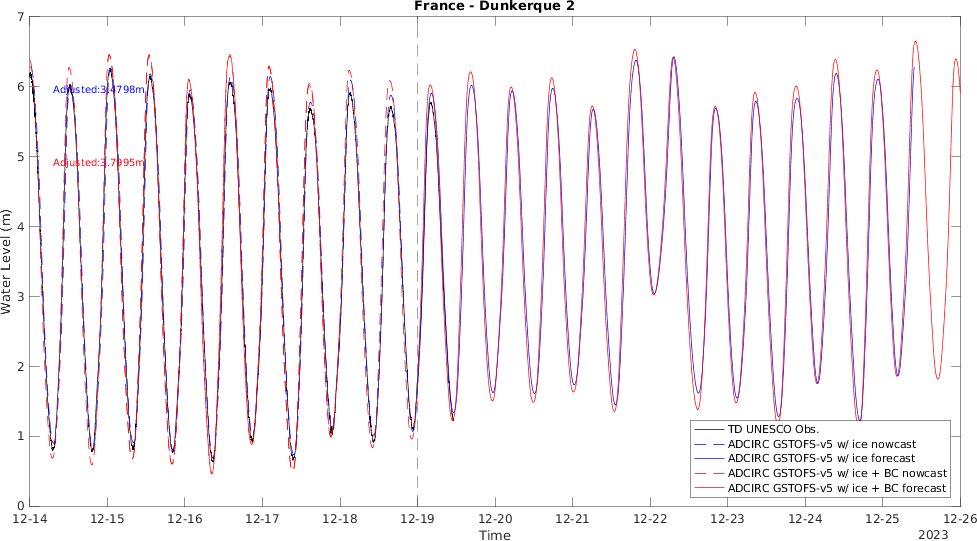 France - Dunkerque 2
7
6
5
4
3
2
1
0
Water Level (m)
Adjusted:3.4798m
Adjusted:3.7995m
12-14 12-15 12-16 12-17 12-18 12-19 12-20 12-21 12-22 12-23 12-24 12-25 12-26
Time
2023
TD UNESCO Obs.
ADCIRC GSTOFS-v5 w/ ice nowcast
ADCIRC GSTOFS-v5 w/ ice forecast
ADCIRC GSTOFS-v5 w/ ice + BC nowcast
ADCIRC GSTOFS-v5 w/ ice + BC forecast